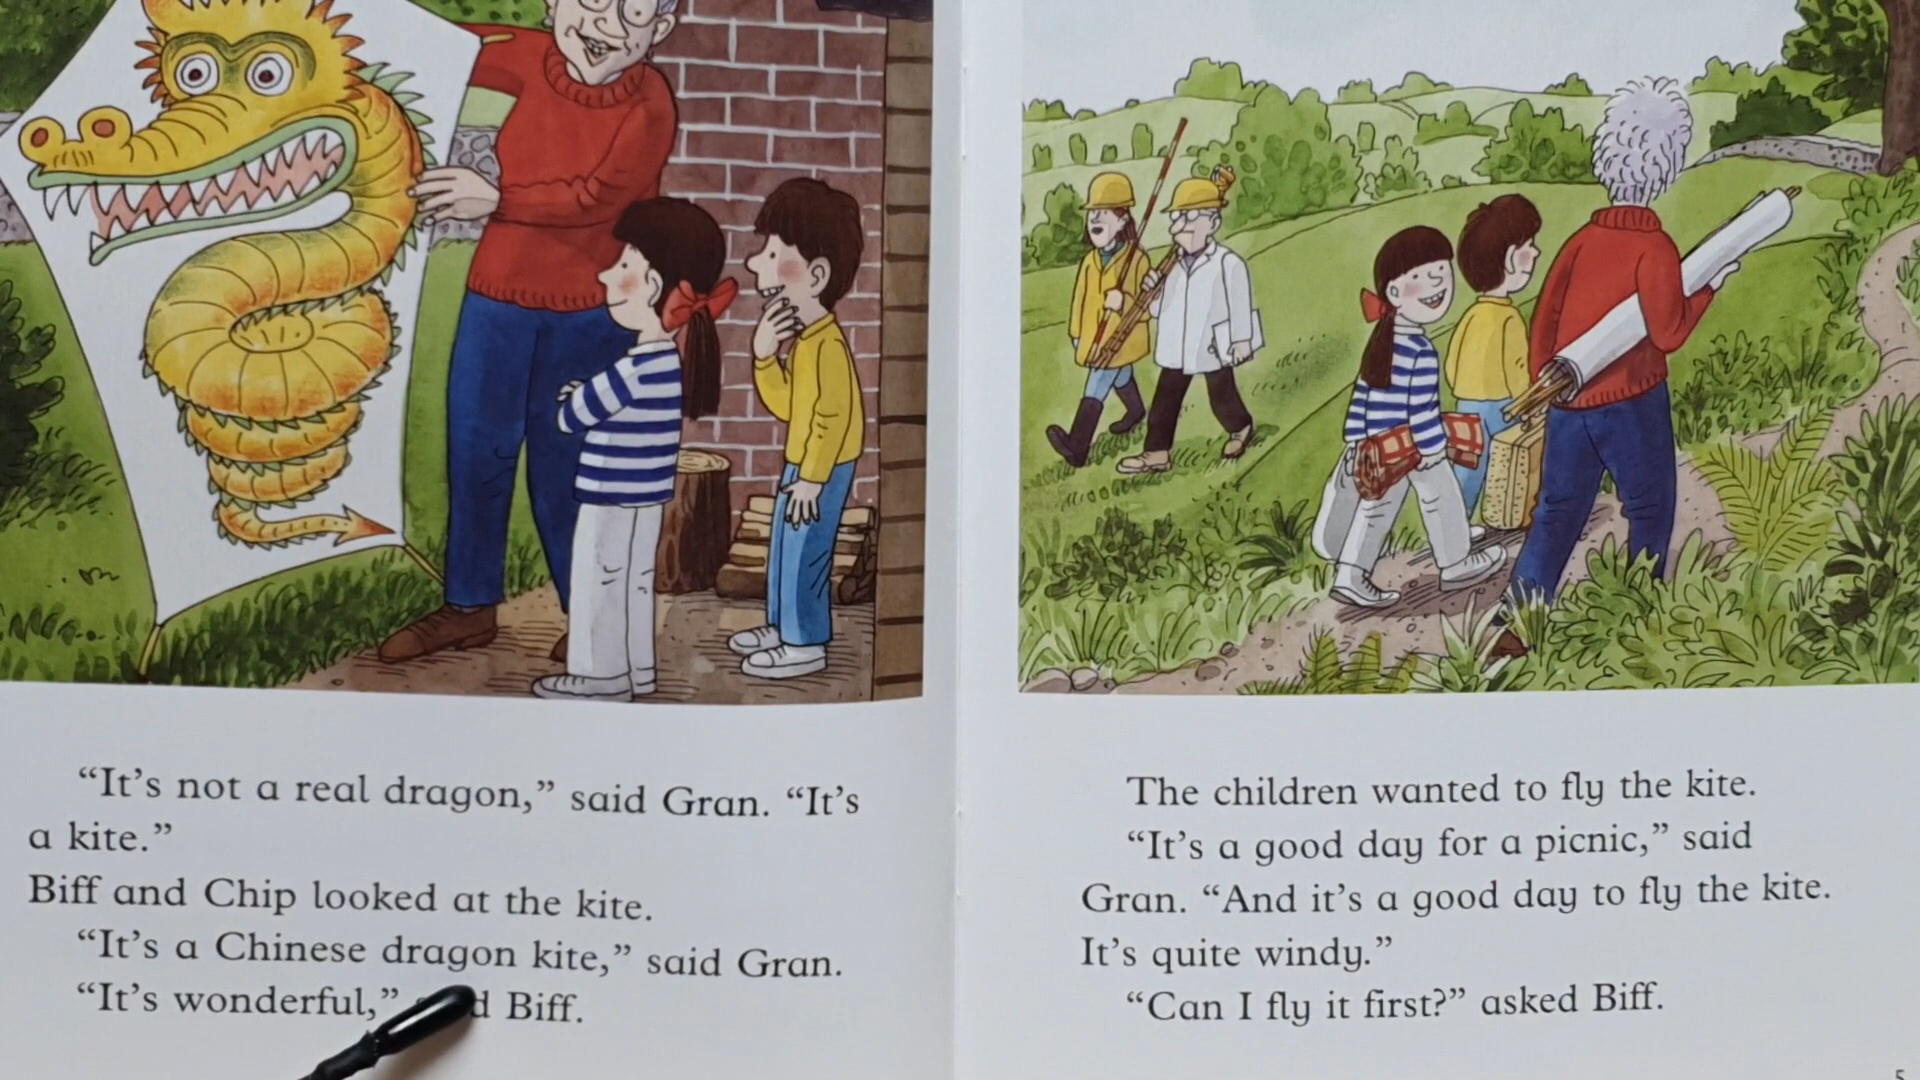 “It’s not a real dragon,” said Gran. “It’s
a kite.”
Biff and Chip looked at the kite.
“It’s a Chinese dragon kite,” said Gran.
“It’s wonderful,” Biff.
The children wanted to fly the kite.
“It’s a good day for a picnic,” said
Gran. “And it’s a good day to fly the kite.
It’s quite windy.”
“Can I fly it first?” asked Biff.